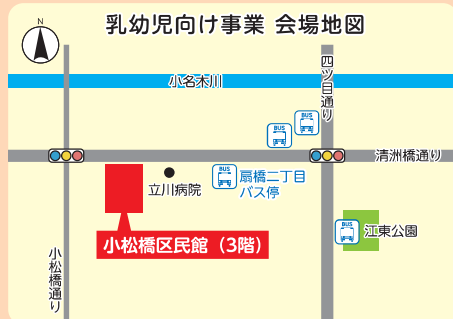 乳幼児向け事業 会場地図
N
小名木川
四ツ目通り
BUS
BUS
清洲橋通り
立川病院
BUS
扇橋二丁目
バス停
小松橋区民館（3階）
小松橋通り
BUS
江東公園